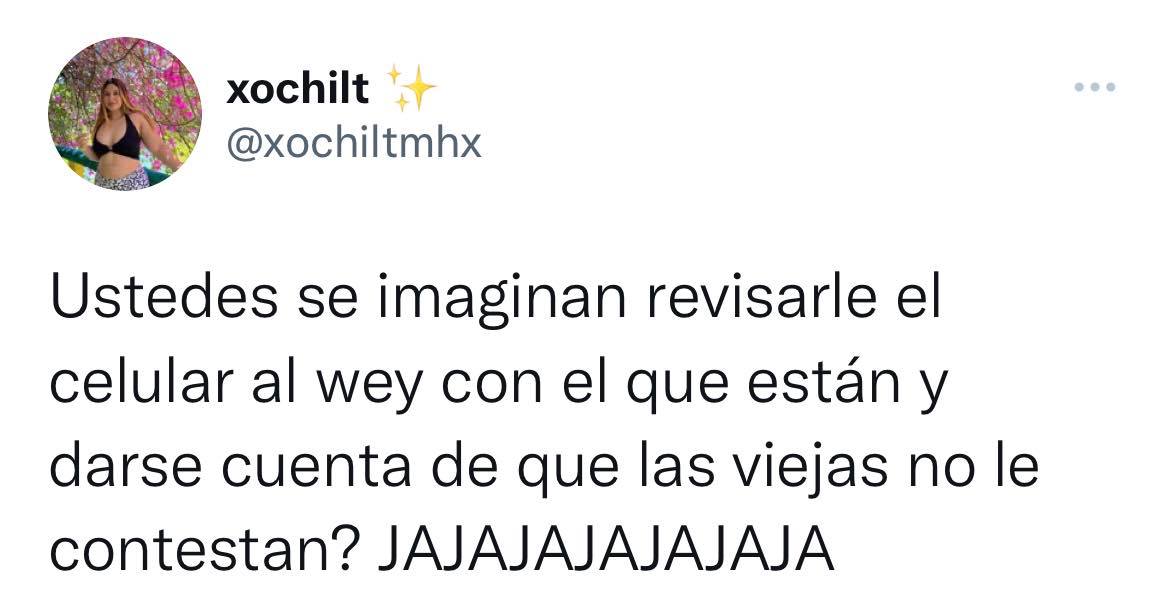 xochilt ✨
@xochiltmhx
Ustedes se imaginan revisarle el
celular al wey con el que están y
darse cuenta de que las viejas no le
contestan? JAJAJAJAJAJAJA